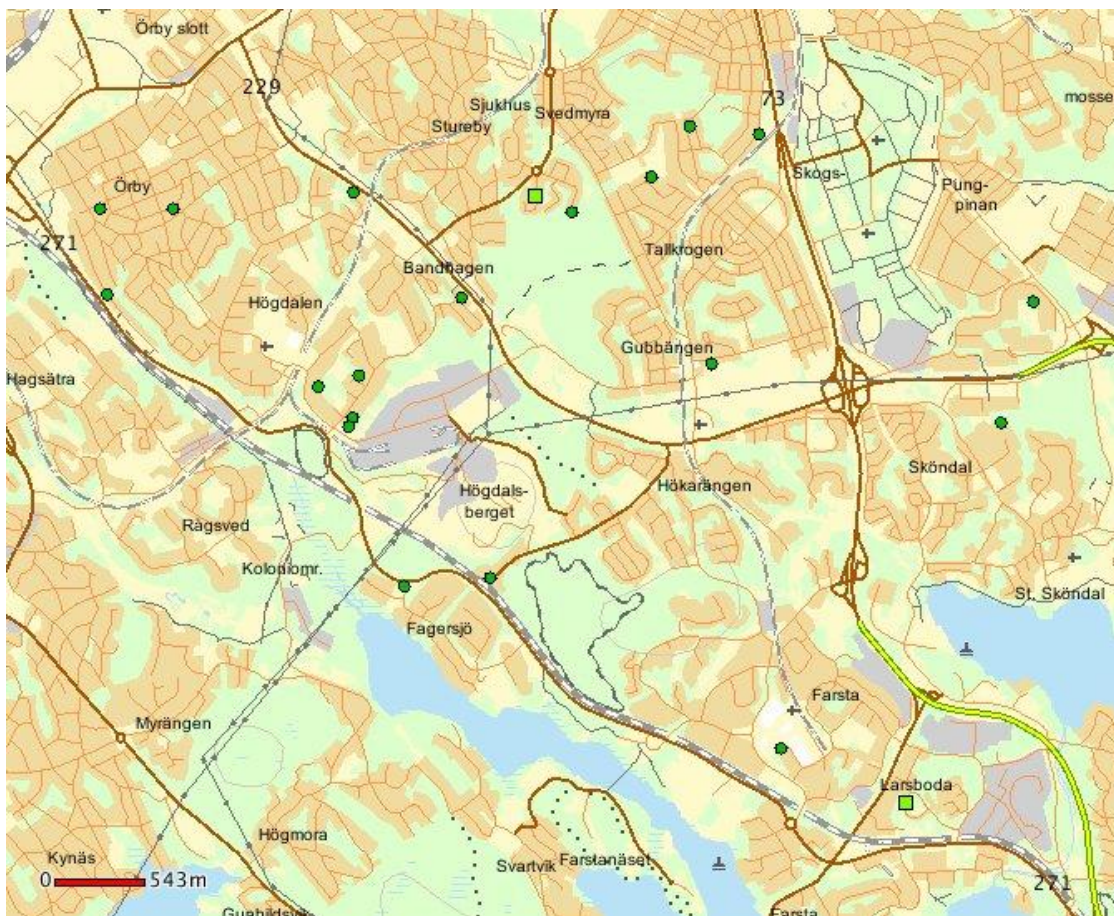 Örby slott
229
Sjukhus
Svedmyra
73
mosse
Stureby
Skogs-
Örby
Pung-
pinan
271
Tallkrogen
Bandhagen
Högdalen
Gubbängen
Hagsätra
Sköndal
Högdals-
berget
Hökarängen
Rågsved
Koloniomr.
St. Sköndal
Fagersjö
Farsta
Myrängen
Larsboda
Högmora
Kynäs
Svartvik
Farstanäset
0
543m
271
Farsta